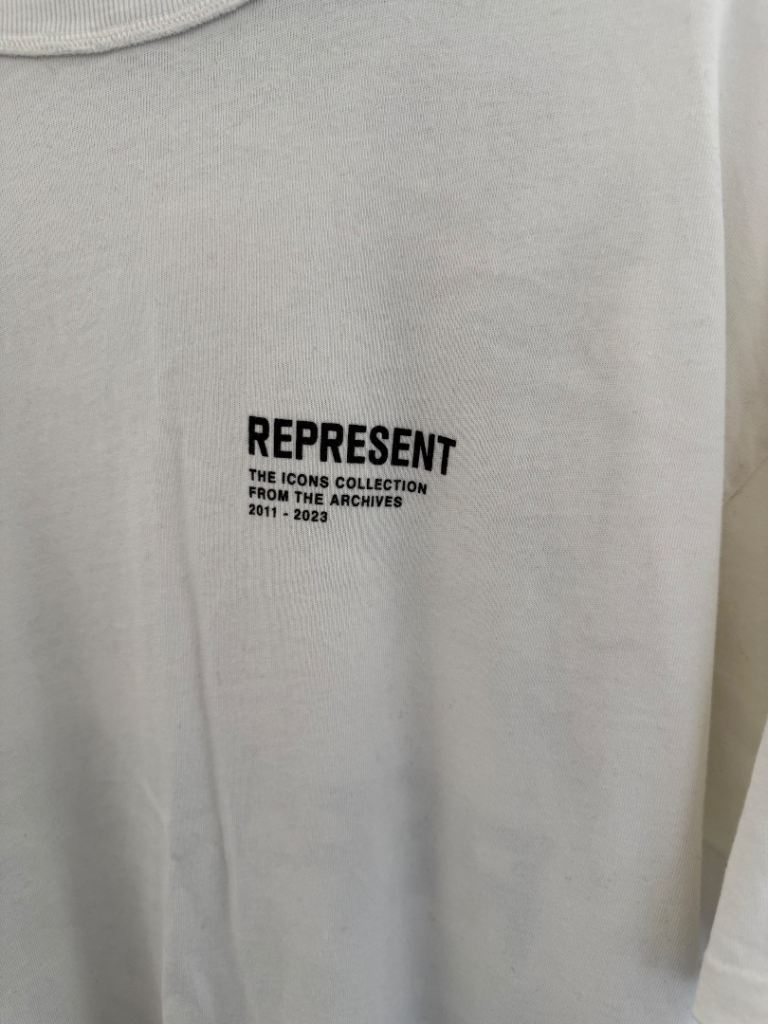 REPRESENT
THE ICONS COLLECTION
FROM THE ARCHIVES
2011 - 2023